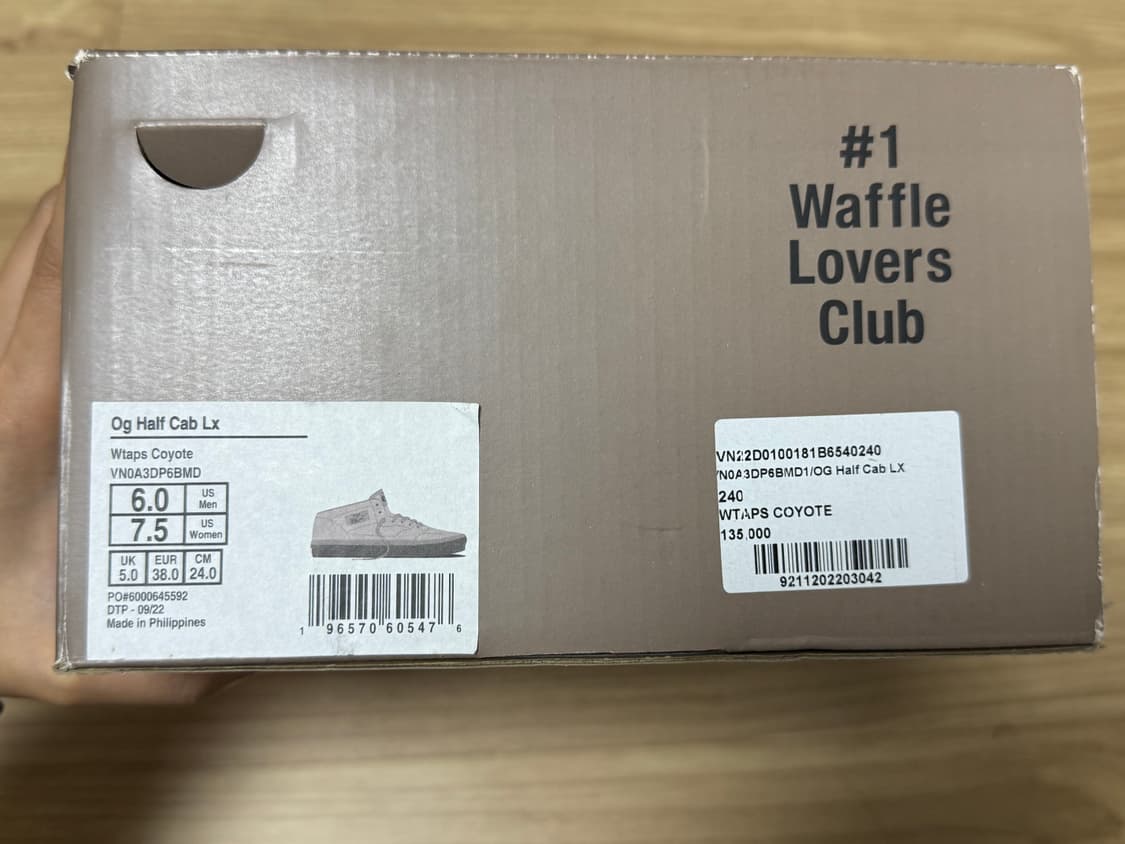 #1
Waffle
Lovers
Club
Og Half Cab Lx
Wtaps Coyote
VN0A3DP6BMD
6.0 US Men
7.5 US Women
UK EUR CM
5.0 38.0 24.0
PO#6000645592
DTP - 09/22
Made in Philippines
1 96570 60547 6
VN22D0100181B6540240
VN0A3DP6BMD1/OG Half Cab LX
240
WTAPS COYOTE
135,000
9211202203042